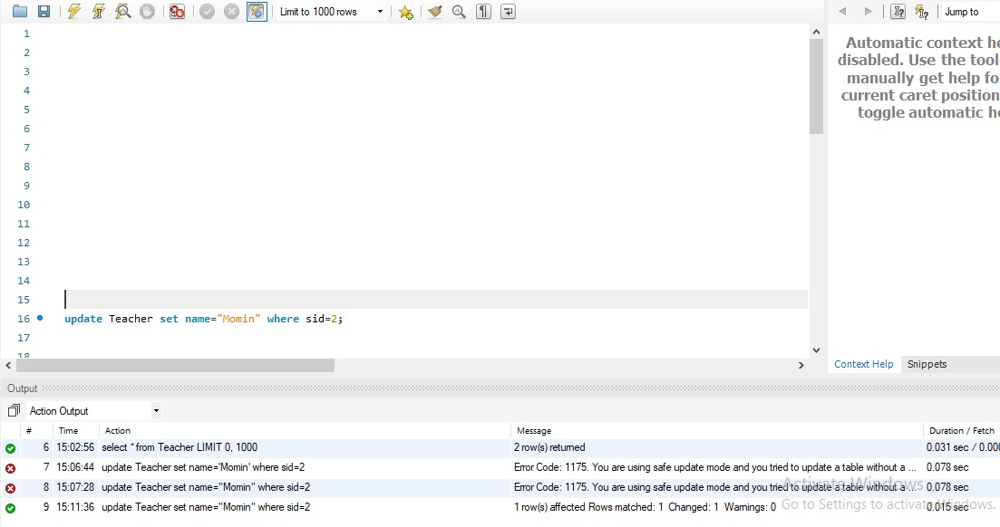 Limit to 1000 rows
Jump to
1
2
3
4
5
6
7
8
9
10
11
12
13
14
15
16 update Teacher set name="Momin" where sid=2;
17
18
Automatic context he
disabled. Use the tool
manually get help fo
current caret position
toggle automatic he
Context Help Snippets
Output
Action Output
# Time Action Message Duration / Fetch
6 15:02:56 select * from Teacher LIMIT 0, 1000 2 row(s) returned 0.031 sec / 0.000
7 15:06:44 update Teacher set name='Momin' where sid=2 Error Code: 1175. You are using safe update mode and you tried to update a table without a ... 0.078 sec
8 15:07:28 update Teacher set name="Momin" where sid=2 Error Code: 1175. You are using safe update mode and you tried to update a table without a ... 0.078 sec
9 15:11:36 update Teacher set name="Momin" where sid=2 1 row(s) affected Rows matched: 1 Changed: 1 Warnings: 0 0.015 sec
Activate Windows
Go to Settings to activate Windows.